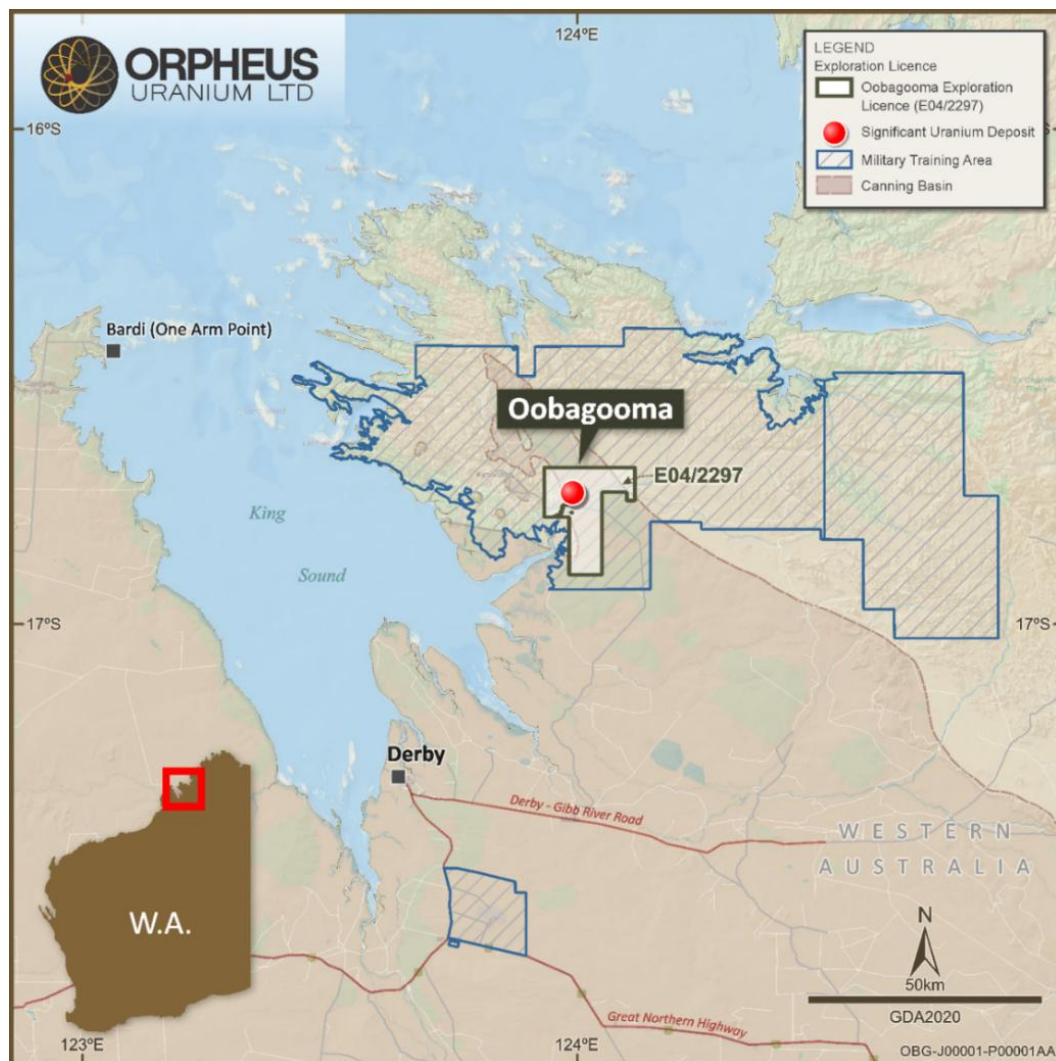 124°E
ORPHEUS
URANIUM LTD
LEGEND
Exploration Licence
Oobagooma Exploration
Licence (E04/2297)
Significant Uranium Deposit
Military Training Area
Canning Basin
16°S
Bardi (One Arm Point)
Oobagooma
E04/2297
King
Sound
17°S
17°S
Derby
Derby - Gibb River Road
WESTERN
AUSTRALIA
W.A.
N
50km
GDA2020
Great Northern Highway
123°E
124°E
OBG-J00001-P00001AA